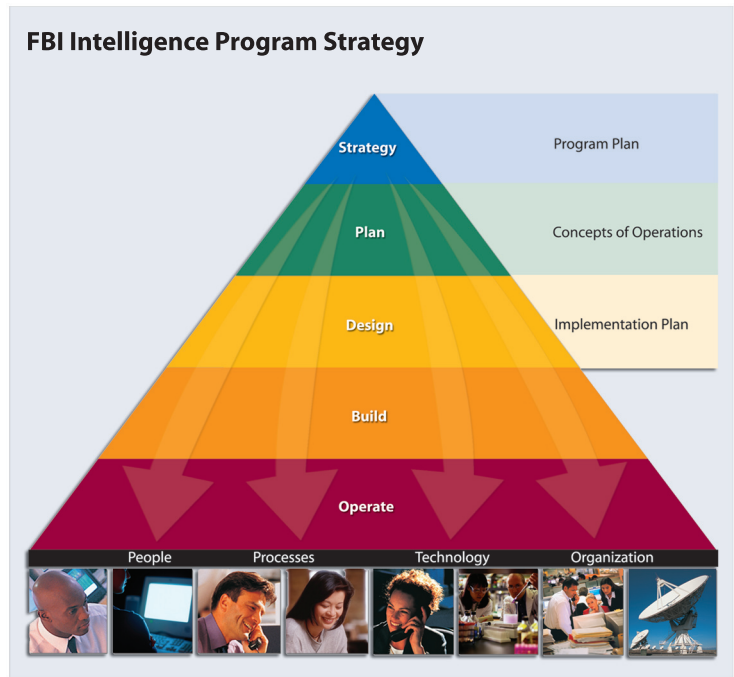 FBI Intelligence Program Strategy
Strategy
Program Plan
Plan
Concepts of Operations
Design
Implementation Plan
Build
Operate
People Processes Technology Organization